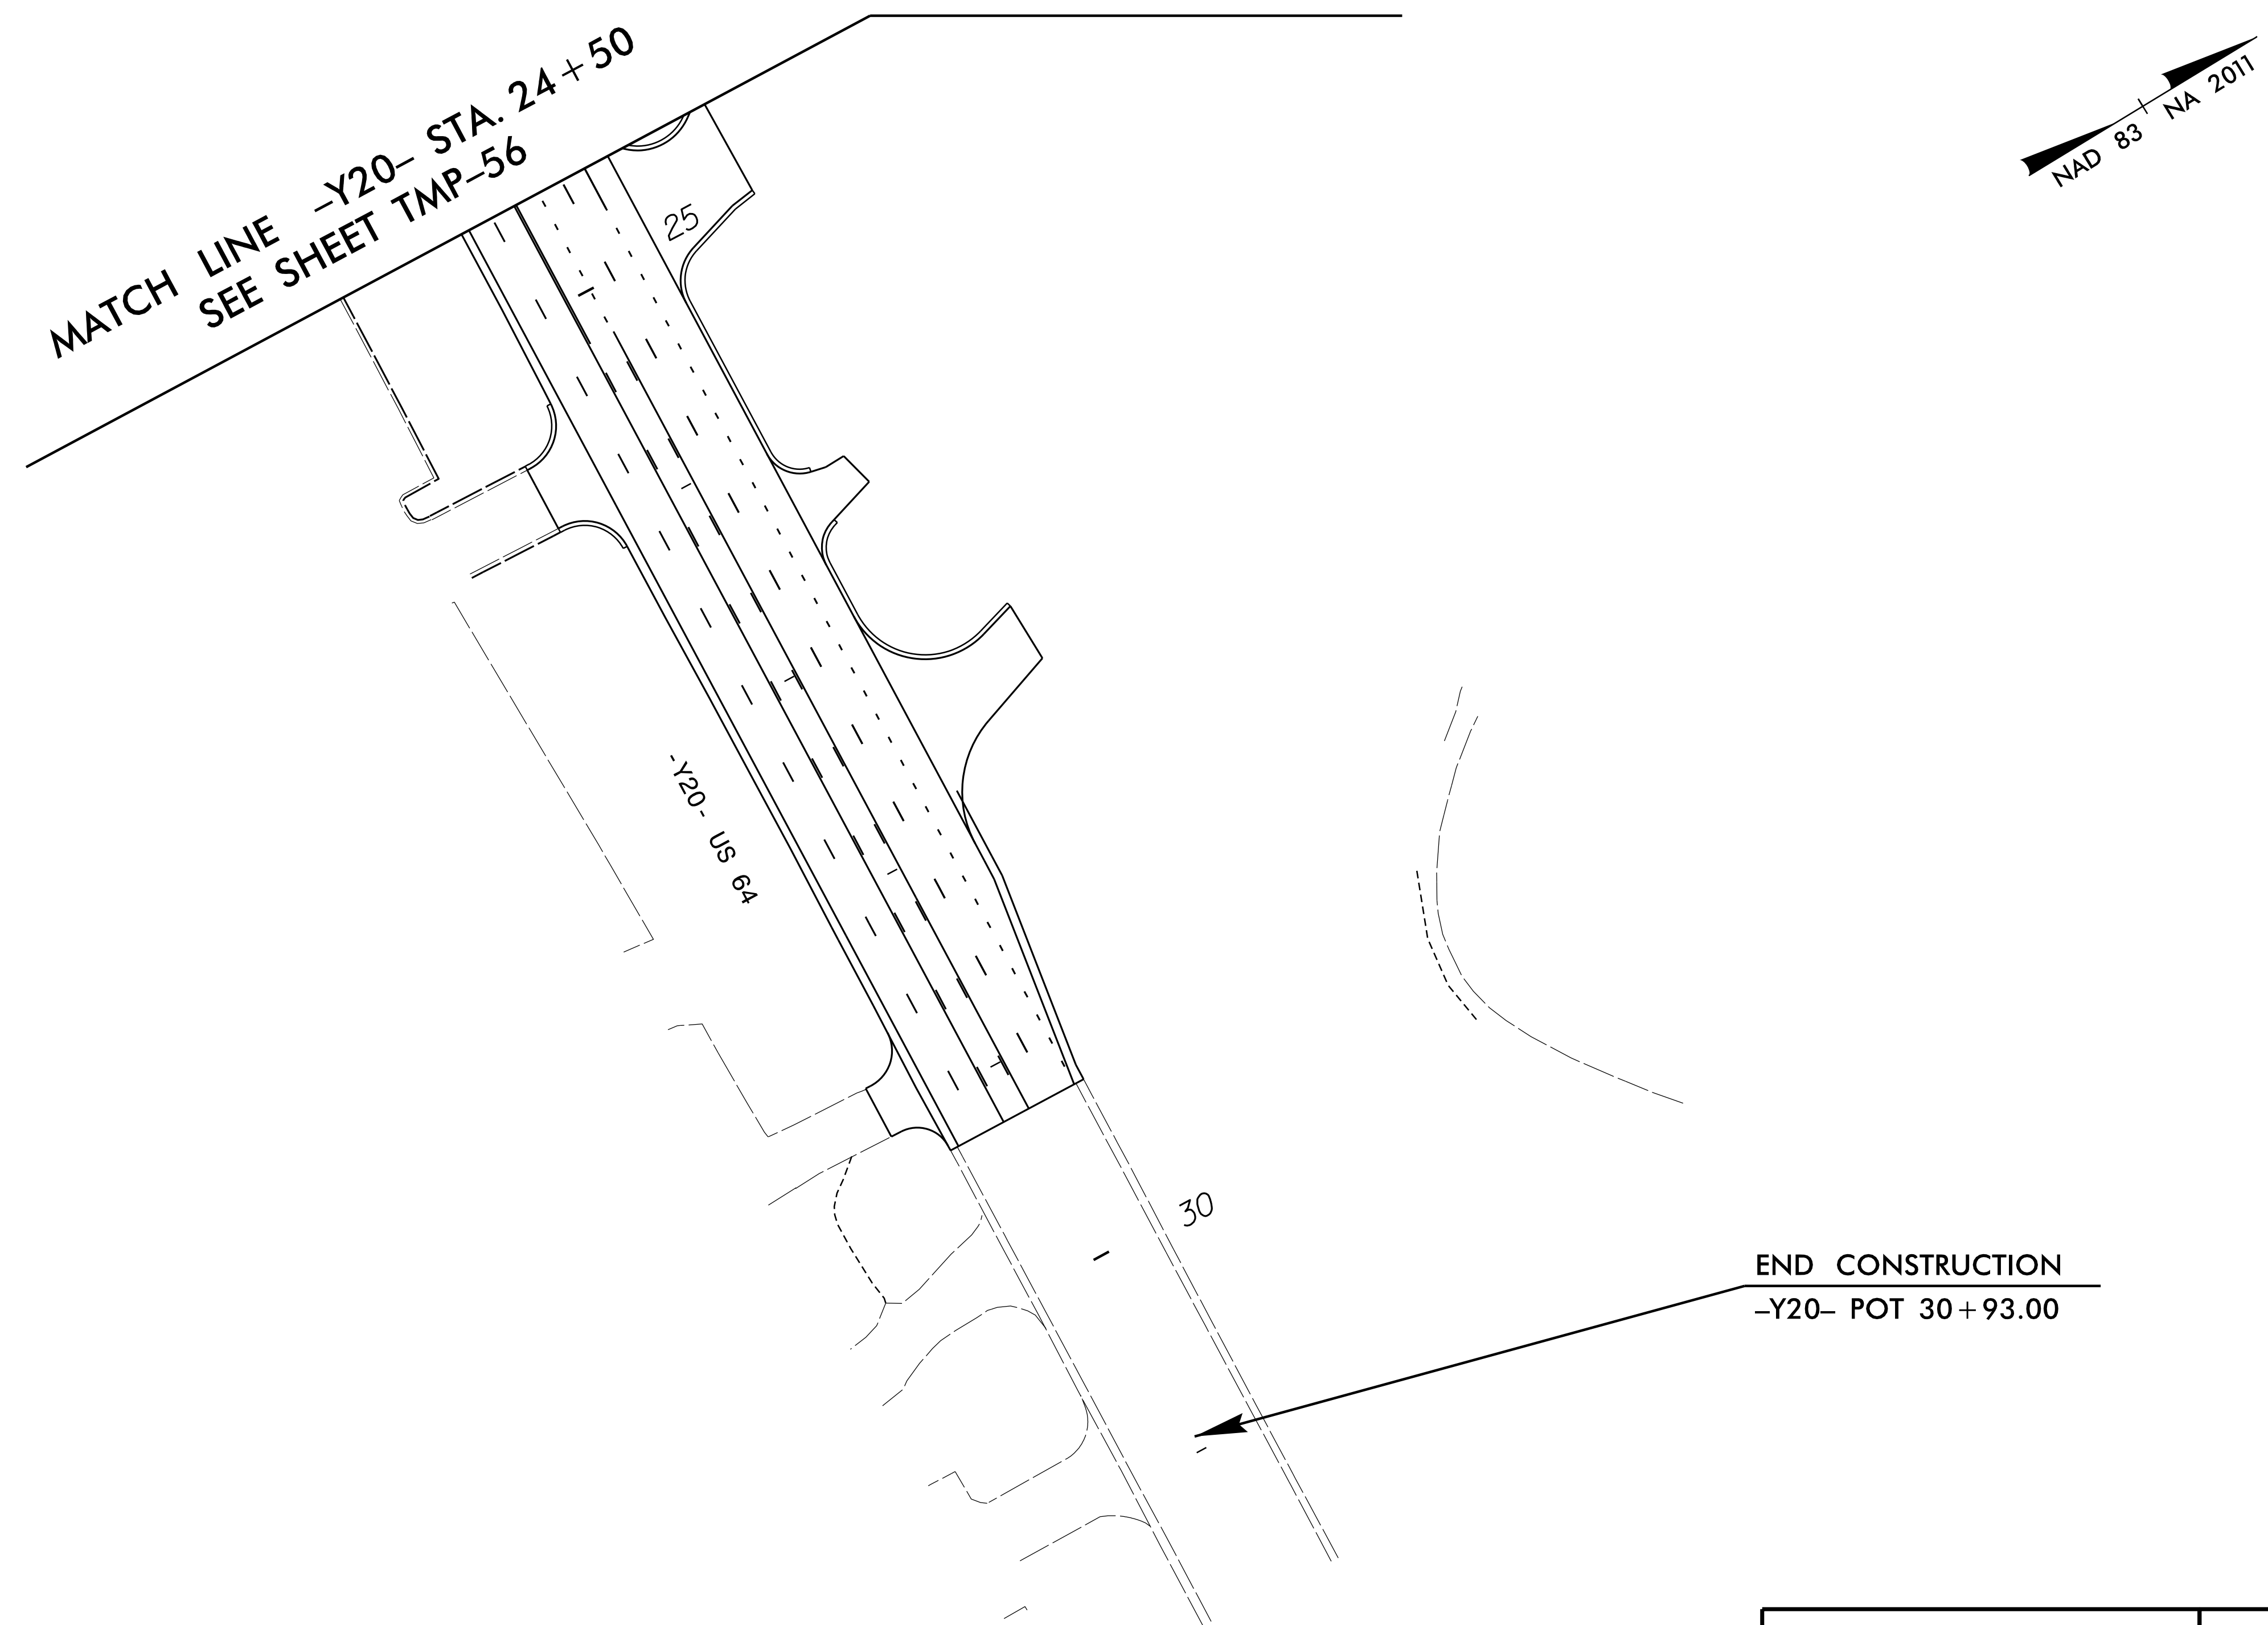 MATCH LINE –Y20– STA. 24+50
SEE SHEET TMP–56
NAD 83 NA 2011
25
-Y20- US 64
30
END CONSTRUCTION
–Y20– POT 30+93.00